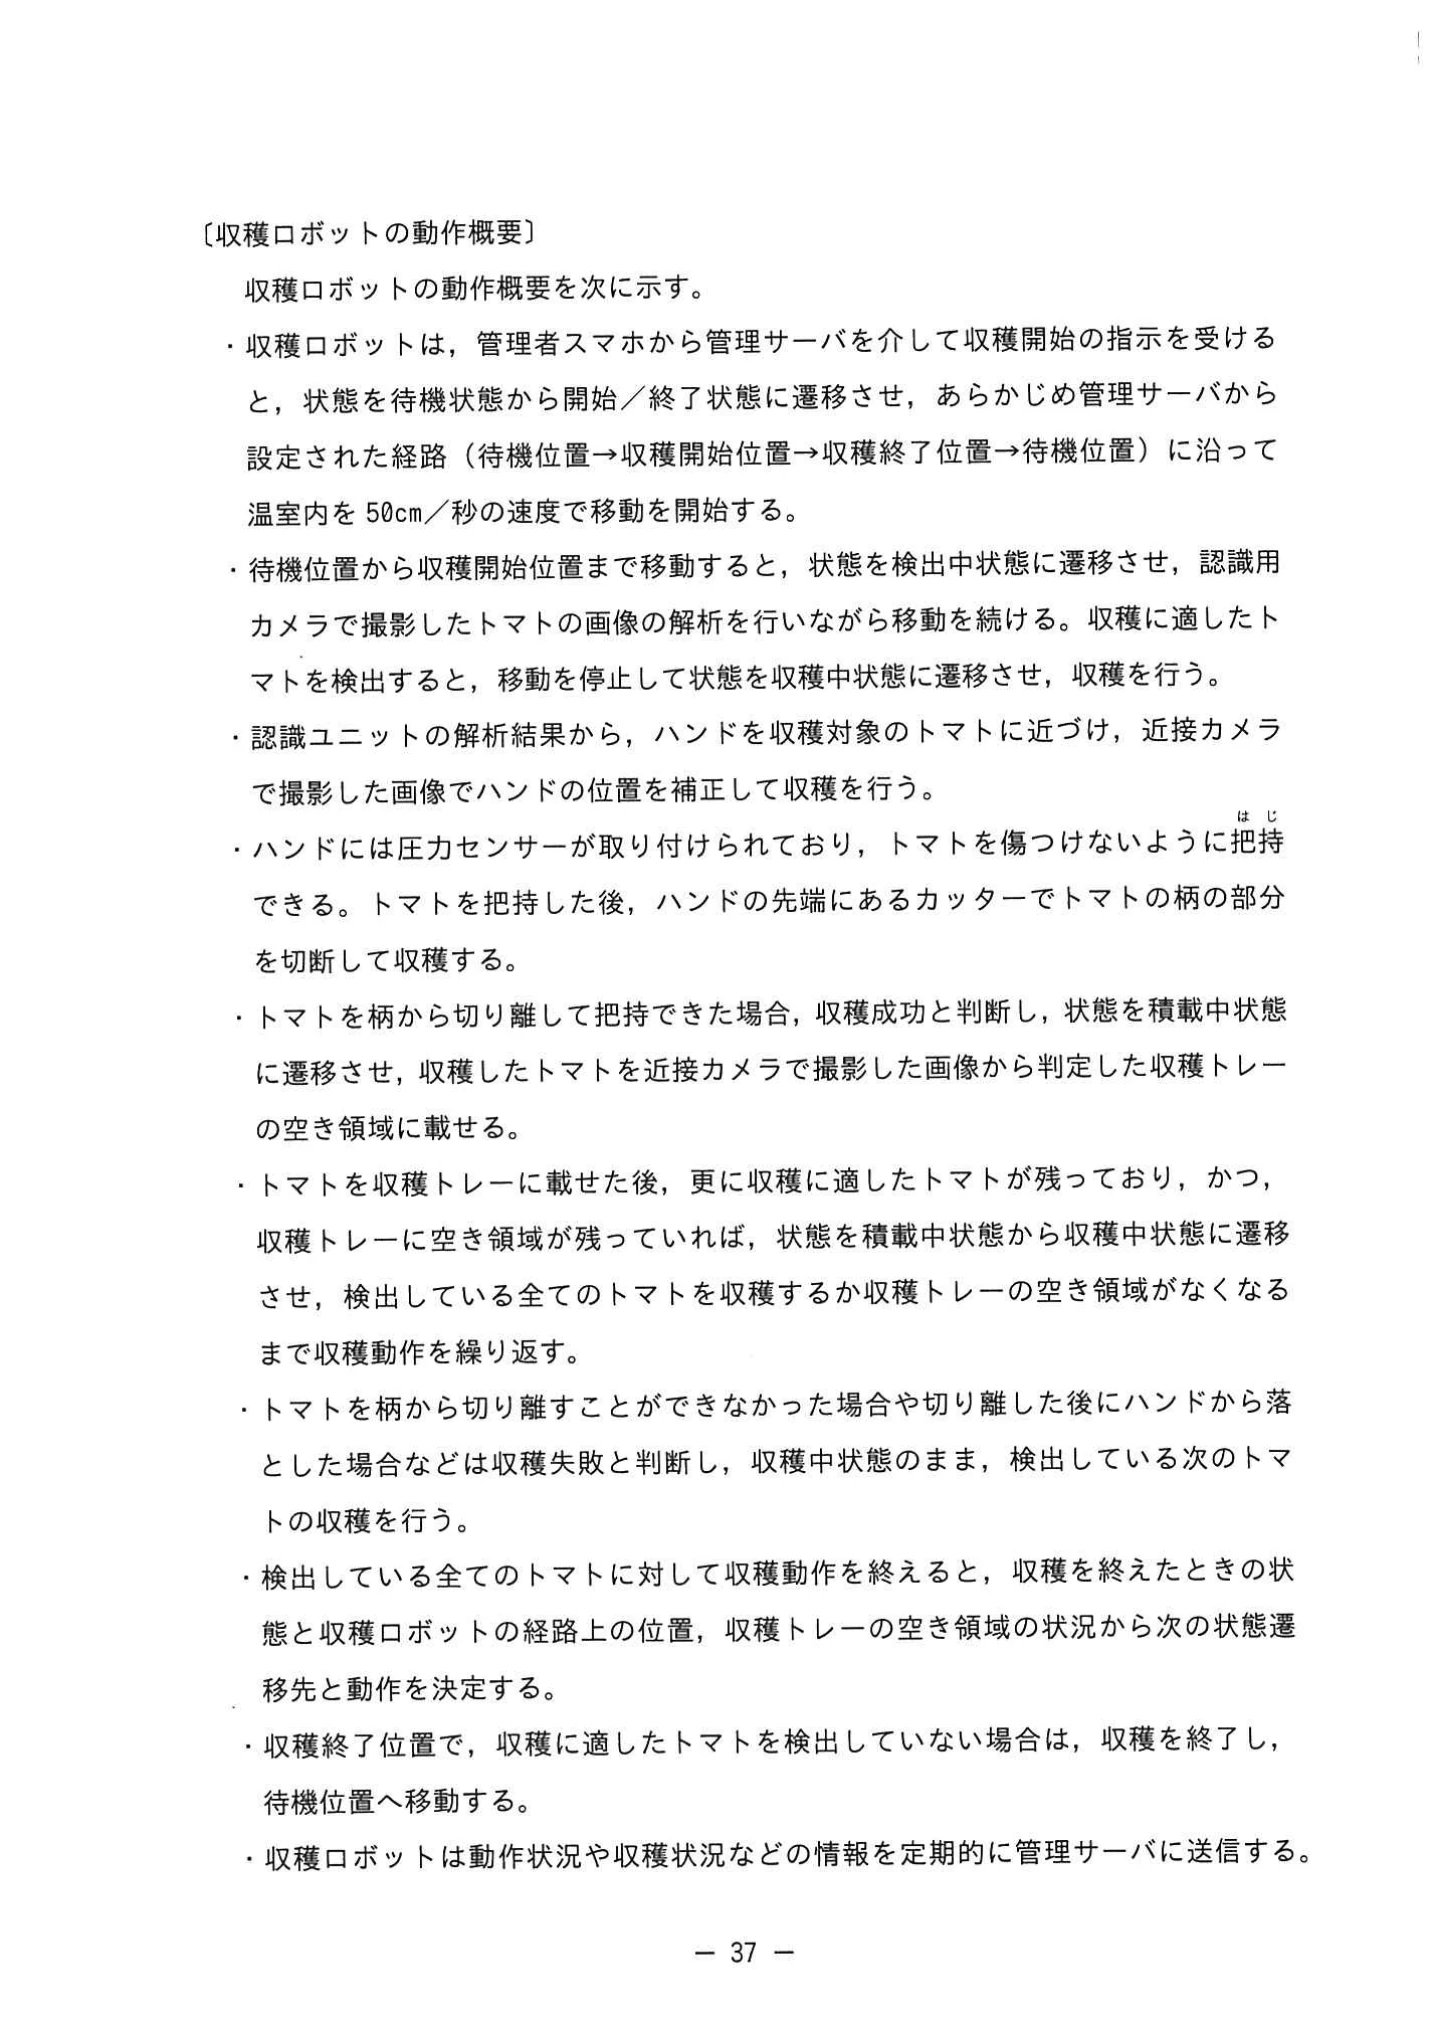 〔収穫ロボットの動作概要〕
収穫ロボットの動作概要を次に示す。
・収穫ロボットは，管理者スマホから管理サーバを介して収穫開始の指示を受ける
と，状態を待機状態から開始／終了状態に遷移させ，あらかじめ管理サーバから
設定された経路（待機位置→収穫開始位置→収穫終了位置→待機位置）に沿って
温室内を 50cm／秒の速度で移動を開始する。
・待機位置から収穫開始位置まで移動すると，状態を検出中状態に遷移させ，認識用
カメラで撮影したトマトの画像の解析を行いながら移動を続ける。収穫に適したト
マトを検出すると，移動を停止して状態を収穫中状態に遷移させ，収穫を行う。
・認識ユニットの解析結果から，ハンドを収穫対象のトマトに近づけ，近接カメラ
で撮影した画像でハンドの位置を補正して収穫を行う。
はじ
・ハンドには圧力センサーが取り付けられており，トマトを傷つけないように把持
できる。トマトを把持した後，ハンドの先端にあるカッターでトマトの柄の部分
を切断して収穫する。
・トマトを柄から切り離して把持できた場合，収穫成功と判断し，状態を積載中状態
に遷移させ，収穫したトマトを近接カメラで撮影した画像から判定した収穫トレー
の空き領域に載せる。
・トマトを収穫トレーに載せた後，更に収穫に適したトマトが残っており，かつ，
収穫トレーに空き領域が残っていれば，状態を積載中状態から収穫中状態に遷移
させ，検出している全てのトマトを収穫するか収穫トレーの空き領域がなくなる
まで収穫動作を繰り返す。
・トマトを柄から切り離すことができなかった場合や切り離した後にハンドから落
とした場合などは収穫失敗と判断し，収穫中状態のまま，検出している次のトマ
トの収穫を行う。
・検出している全てのトマトに対して収穫動作を終えると，収穫を終えたときの状
態と収穫ロボットの経路上の位置，収穫トレーの空き領域の状況から次の状態遷
移先と動作を決定する。
・収穫終了位置で，収穫に適したトマトを検出していない場合は，収穫を終了し，
待機位置へ移動する。
・収穫ロボットは動作状況や収穫状況などの情報を定期的に管理サーバに送信する。
－ 37 －